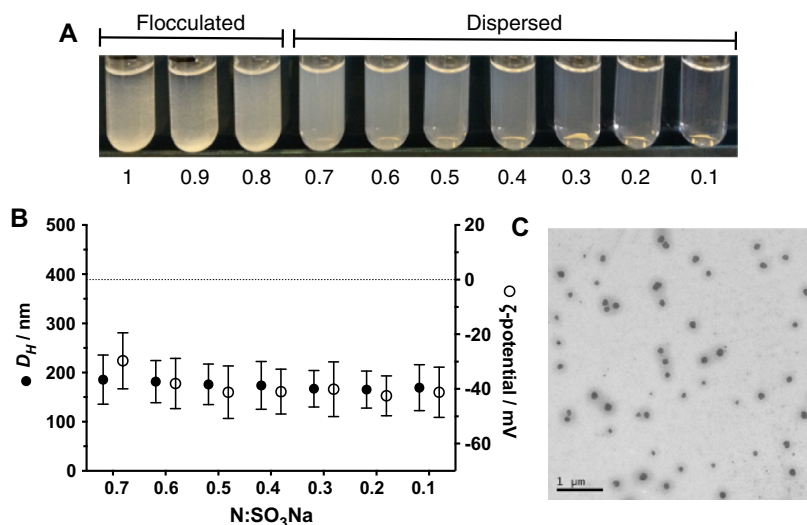 Flocculated Dispersed
A
1 0.9 0.8 0.7 0.6 0.5 0.4 0.3 0.2 0.1
B
500 20
400 0
300 -20
200 -40
100 -60
0
D_H / nm
ζ-potential / mV
0.7 0.6 0.5 0.4 0.3 0.2 0.1
N:SO₃Na
C
1 μm